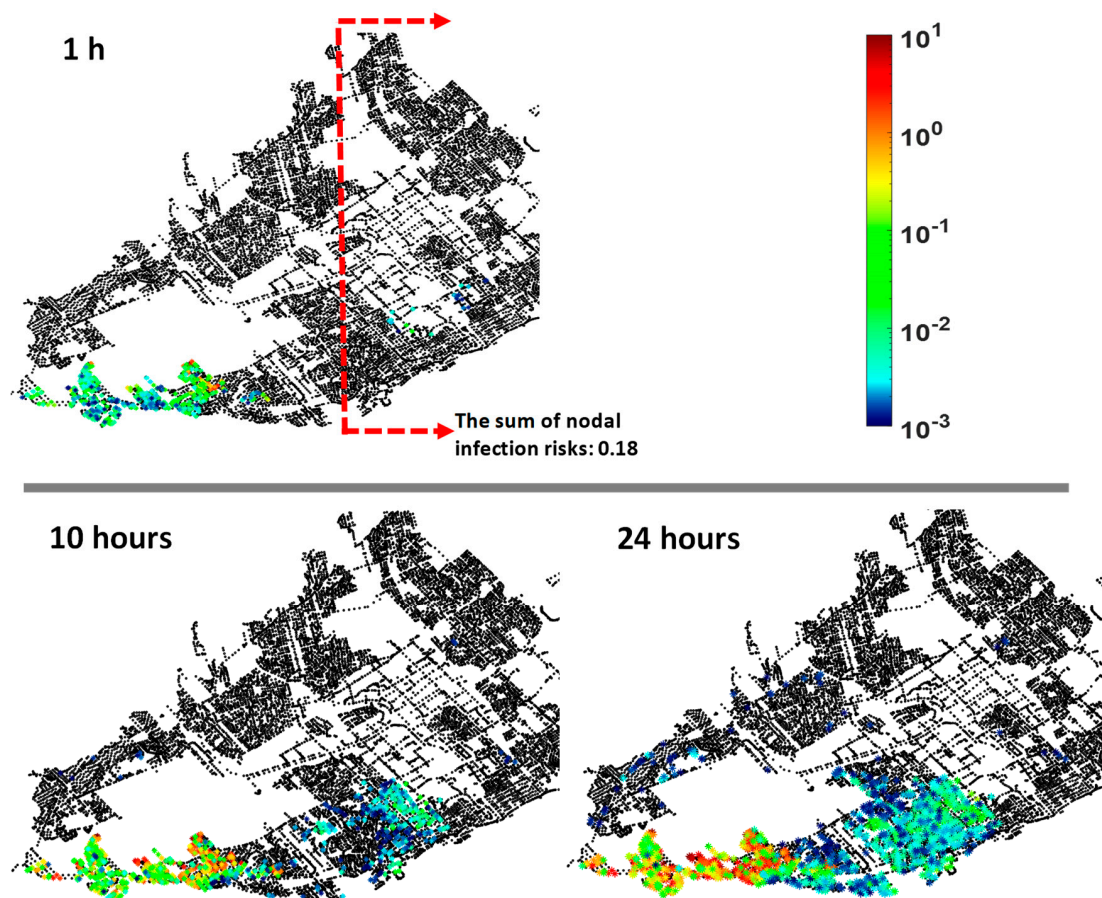 1 h
10¹
10⁰
10⁻¹
10⁻²
10⁻³
The sum of nodal
infection risks: 0.18
10 hours
24 hours